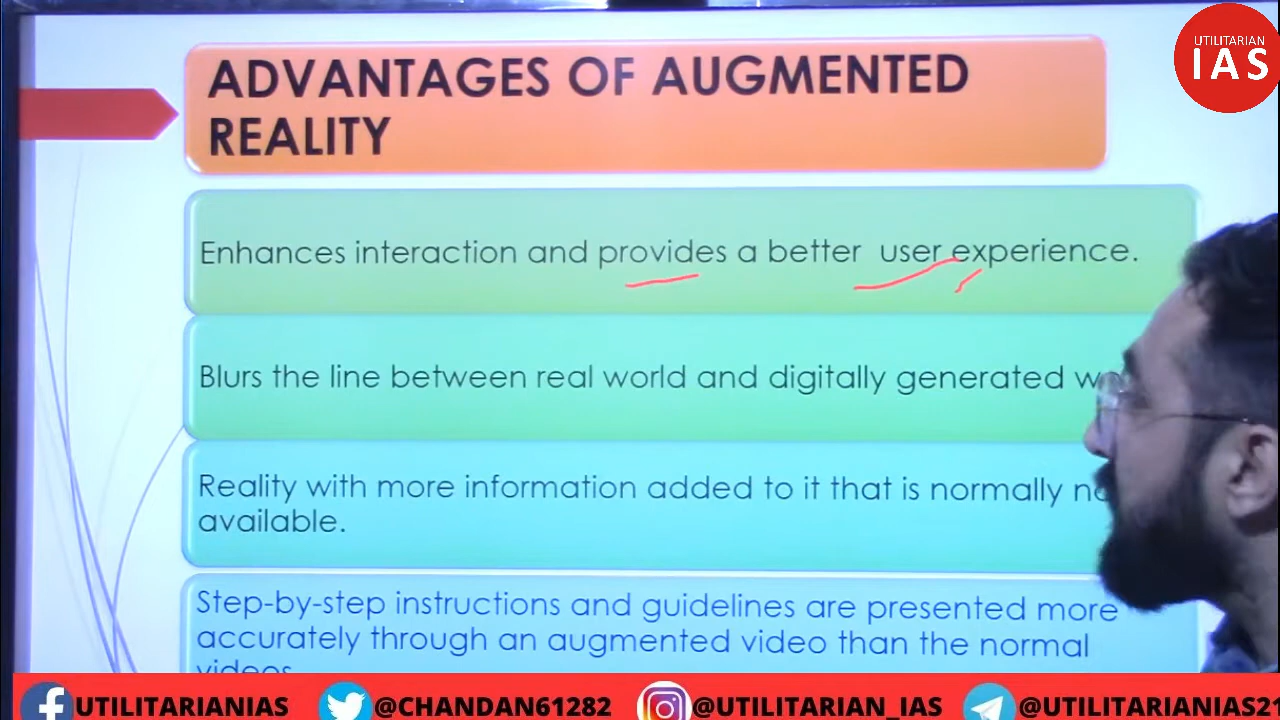 UTILITARIAN
IAS
ADVANTAGES OF AUGMENTED
REALITY
Enhances interaction and provides a better user experience.
Blurs the line between real world and digitally generated
Reality with more information added to it that is normally
available.
Step-by-step instructions and guidelines are presented more
accurately through an augmented video than the normal
videos
UTILITARIANIAS
@CHANDAN61282
@UTILITARIAN_IAS
@UTILITARIANIAS21